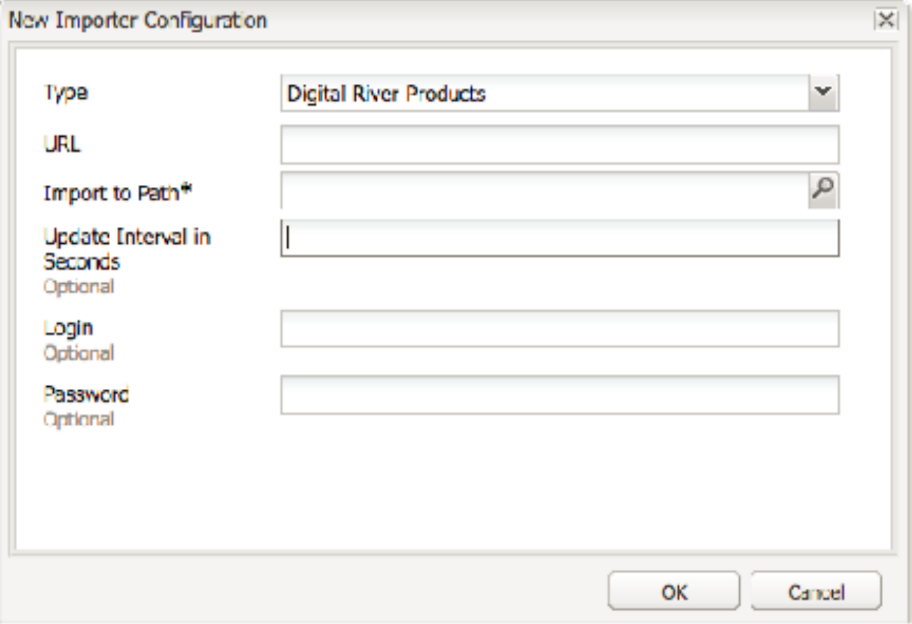 New Importer Configuration
Type
Digital River Products
URL
Import to Path*
Update Interval in
Seconds
Optional
Login
Optional
Password
Optional
OK
Cancel